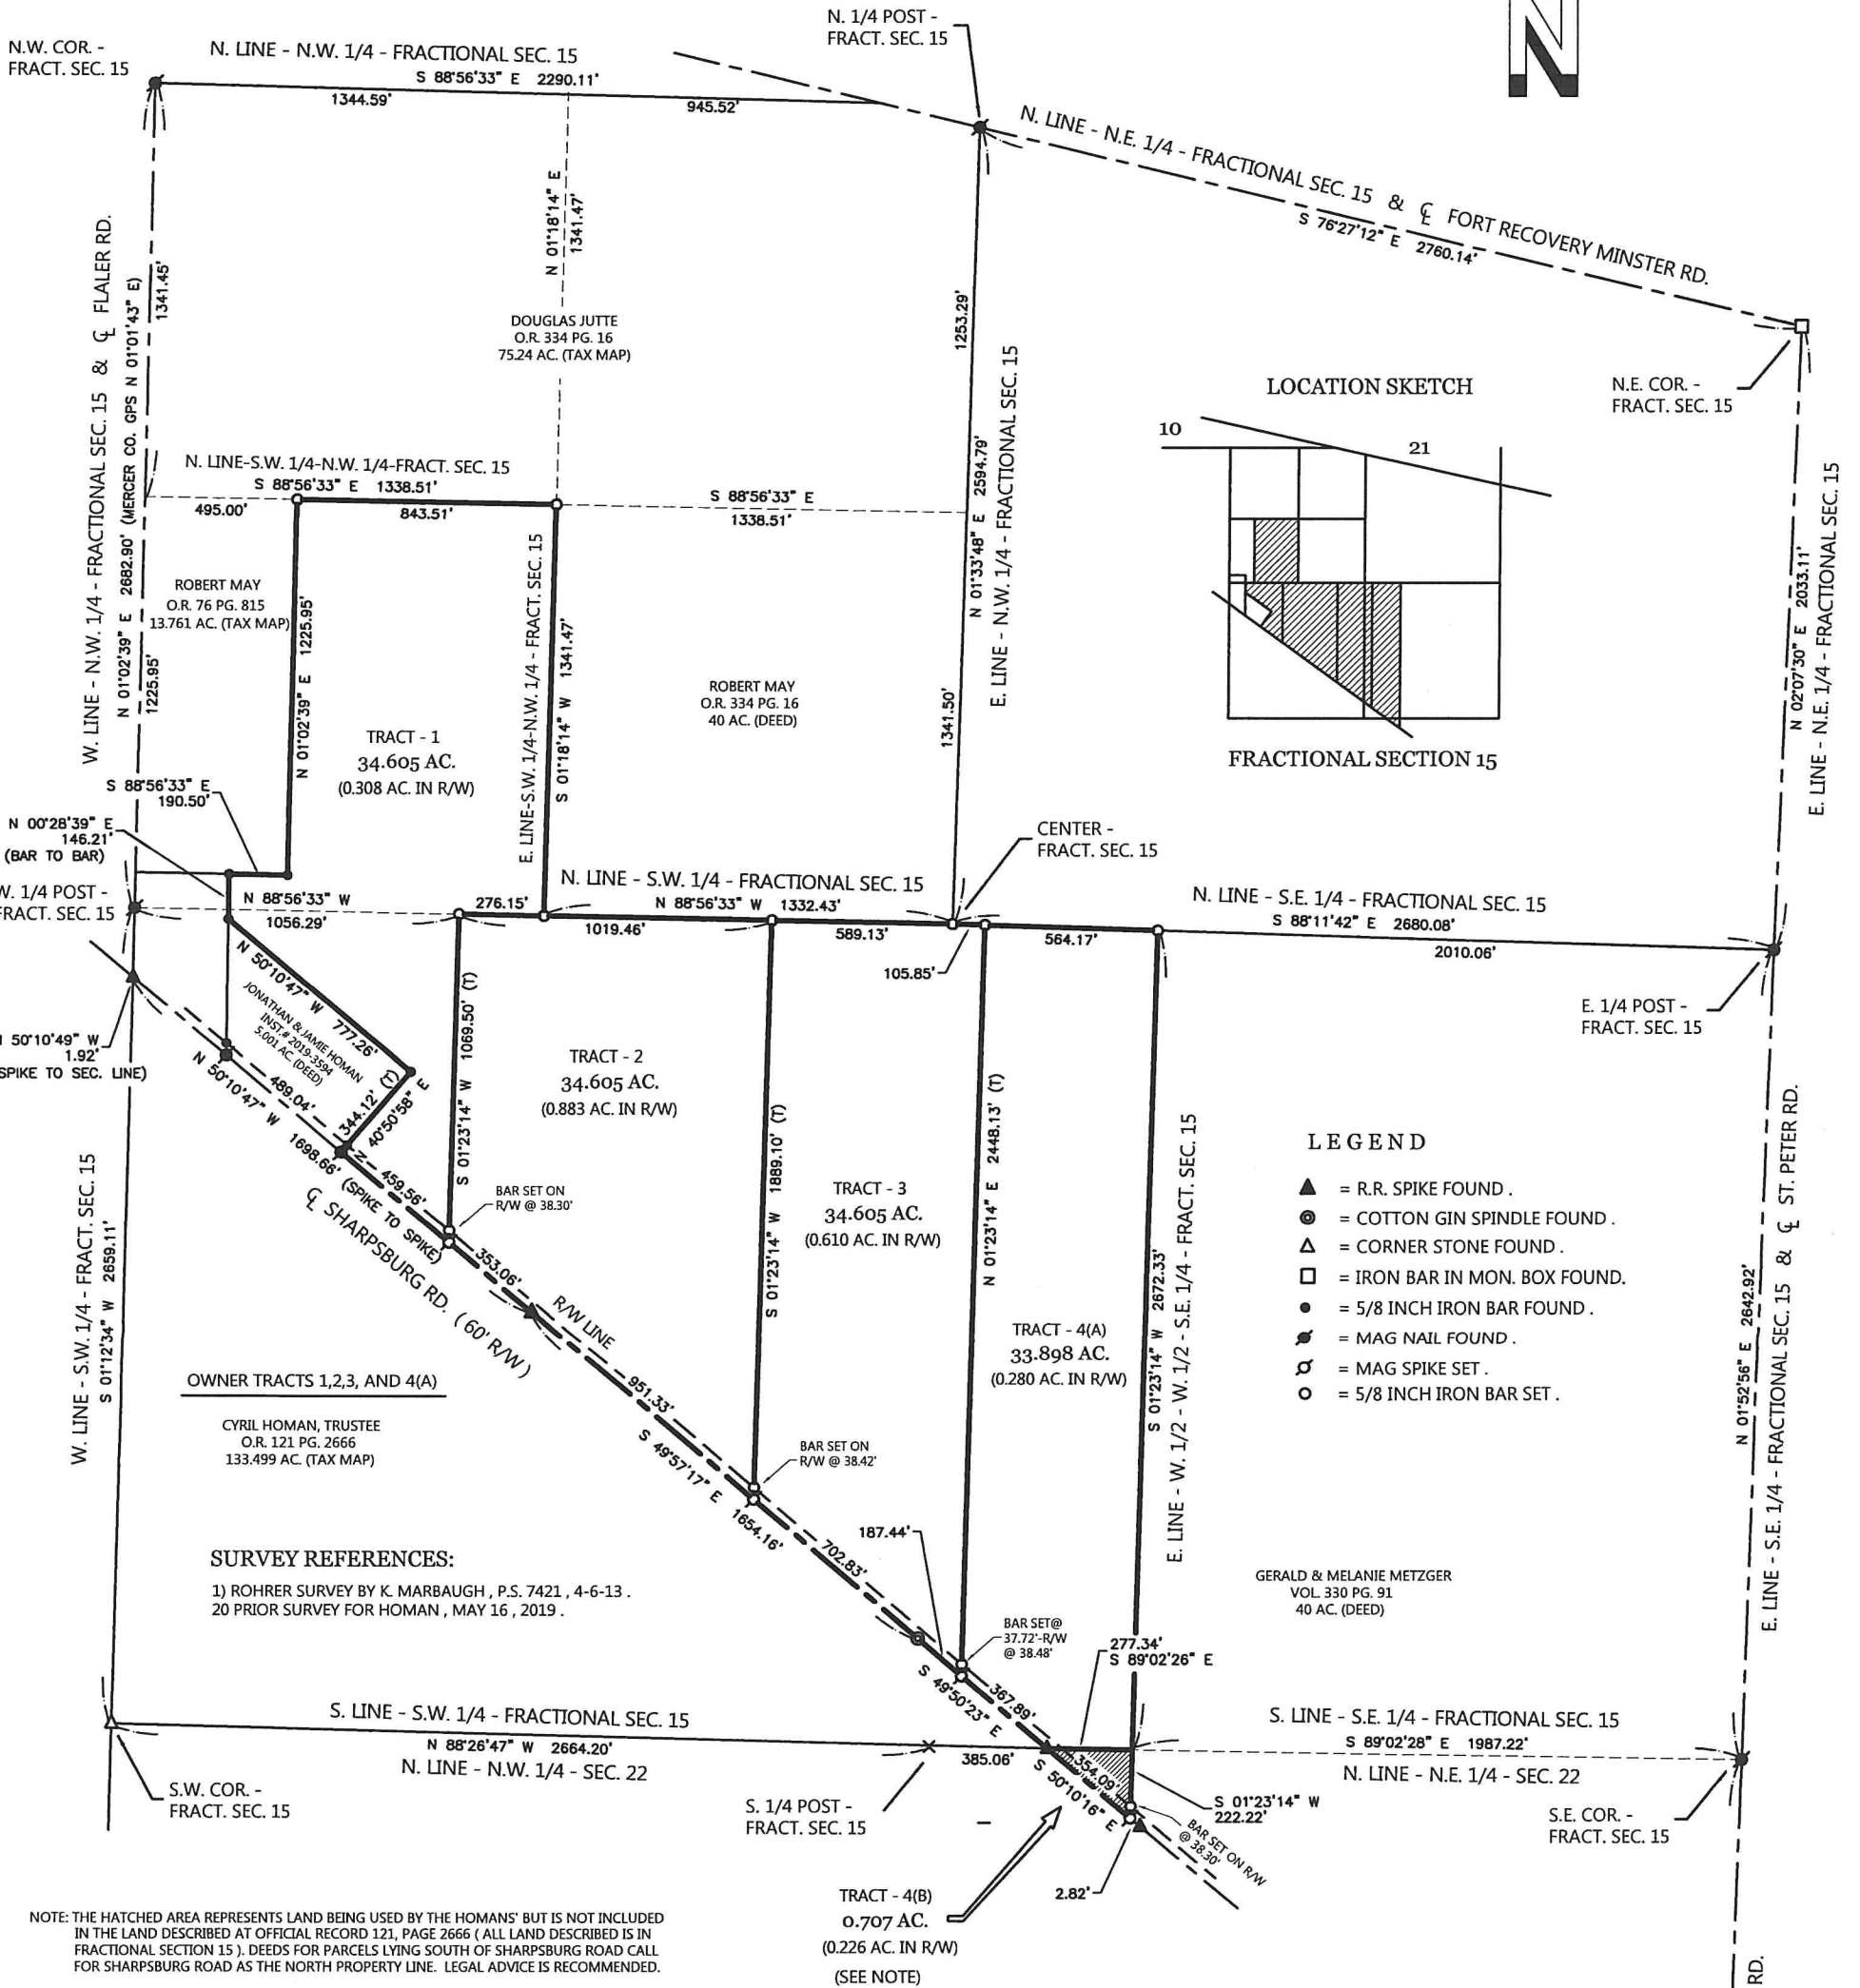 N
N.W. COR. -
FRACT. SEC. 15
N. LINE - N.W. 1/4 - FRACTIONAL SEC. 15
S 88°56'33" E 2290.11'
1344.59'
945.52'
N. 1/4 POST -
FRACT. SEC. 15
N. LINE - N.E. 1/4 - FRACTIONAL SEC. 15 & ℄ FORT RECOVERY MINSTER RD.
S 76°27'12" E 2760.14'
N.E. COR. -
FRACT. SEC. 15
W. LINE - N.W. 1/4 - FRACTIONAL SEC. 15 & ℄ FLALER RD.
N 01°02'39" E 2682.90' (MERCER CO. GPS N 01°01'43" E)
1341.45'
1225.95'
N 01°18'14" E
1341.47'
DOUGLAS JUTTE
O.R. 334 PG. 16
75.24 AC. (TAX MAP)
1253.29'
N 01°33'48" E 2594.79'
E. LINE - N.W. 1/4 - FRACTIONAL SEC. 15
1341.50'
LOCATION SKETCH
10
21
FRACTIONAL SECTION 15
N 02°07'30" E 2033.11'
E. LINE - N.E. 1/4 - FRACTIONAL SEC. 15
N. LINE-S.W. 1/4-N.W. 1/4-FRACT. SEC. 15
S 88°56'33" E 1338.51'
495.00'
843.51'
S 88°56'33" E
1338.51'
ROBERT MAY
O.R. 76 PG. 815
13.761 AC. (TAX MAP)
N 01°02'39" E 1225.95'
TRACT - 1
34.605 AC.
(0.308 AC. IN R/W)
E. LINE-S.W. 1/4-N.W. 1/4 - FRACT. SEC. 15
S 01°18'14" W 1341.47'
ROBERT MAY
O.R. 334 PG. 16
40 AC. (DEED)
S 88°56'33" E
190.50'
N 00°28'39" E
146.21'
(BAR TO BAR)
W. 1/4 POST -
FRACT. SEC. 15
N 88°56'33" W
1056.29'
276.15'
N. LINE - S.W. 1/4 - FRACTIONAL SEC. 15
N 88°56'33" W 1332.43'
1019.46'
589.13'
CENTER -
FRACT. SEC. 15
105.85'
564.17'
N. LINE - S.E. 1/4 - FRACTIONAL SEC. 15
S 88°11'42" E 2680.08'
2010.06'
E. 1/4 POST -
FRACT. SEC. 15
N 50°10'49" W
1.92'
SPIKE TO SEC. LINE)
N 50°10'47" W 777.26'
JONATHAN & JAMIE HOMAN
INST.# 2019-3594
5.001 AC. (DEED)
344.12' (T)
N 40°50'58" E
489.04'
N 50°10'47" W 1698.66' (SPIKE TO SPIKE)
459.56'
℄ SHARPSBURG RD. ( 60' R/W )
353.06'
R/W LINE
S 01°23'14" W 1069.50' (T)
BAR SET ON
R/W @ 38.30'
TRACT - 2
34.605 AC.
(0.883 AC. IN R/W)
S 01°23'14" W 1889.10' (T)
TRACT - 3
34.605 AC.
(0.610 AC. IN R/W)
N 01°23'14" E 2448.13' (T)
TRACT - 4(A)
33.898 AC.
(0.280 AC. IN R/W)
S 01°23'14" W 2672.33'
E. LINE - W. 1/2 - W. 1/2 - S.E. 1/4 - FRACT. SEC. 15
LEGEND
= R.R. SPIKE FOUND .
= COTTON GIN SPINDLE FOUND .
= CORNER STONE FOUND .
= IRON BAR IN MON. BOX FOUND.
= 5/8 INCH IRON BAR FOUND .
= MAG NAIL FOUND .
= MAG SPIKE SET .
= 5/8 INCH IRON BAR SET .
N 01°52'56" E 2642.92'
E. LINE - S.E. 1/4 - FRACTIONAL SEC. 15 & ℄ ST. PETER RD.
W. LINE - S.W. 1/4 - FRACT. SEC. 15
S 01°12'34" W 2659.11'
OWNER TRACTS 1,2,3, AND 4(A)
CYRIL HOMAN, TRUSTEE
O.R. 121 PG. 2666
133.499 AC. (TAX MAP)
951.33'
S 49°57'17" E 1654.16'
BAR SET ON
R/W @ 38.42'
702.83'
187.44'
SURVEY REFERENCES:
1) ROHRER SURVEY BY K. MARBAUGH , P.S. 7421 , 4-6-13 .
20 PRIOR SURVEY FOR HOMAN , MAY 16 , 2019 .
BAR SET@
37.72'-R/W
@ 38.48'
S 49°50'23" E
367.89'
277.34'
S 89°02'26" E
GERALD & MELANIE METZGER
VOL. 330 PG. 91
40 AC. (DEED)
S. LINE - S.W. 1/4 - FRACTIONAL SEC. 15
N 88°26'47" W 2664.20'
N. LINE - N.W. 1/4 - SEC. 22
385.06'
354.09'
S 50°10'16" E
S. LINE - S.E. 1/4 - FRACTIONAL SEC. 15
S 89°02'28" E 1987.22'
N. LINE - N.E. 1/4 - SEC. 22
S.W. COR. -
FRACT. SEC. 15
S. 1/4 POST -
FRACT. SEC. 15
S 01°23'14" W
222.22'
BAR SET ON R/W
@ 38.30'
2.82'
S.E. COR. -
FRACT. SEC. 15
TRACT - 4(B)
0.707 AC.
(0.226 AC. IN R/W)
(SEE NOTE)
NOTE: THE HATCHED AREA REPRESENTS LAND BEING USED BY THE HOMANS' BUT IS NOT INCLUDED
IN THE LAND DESCRIBED AT OFFICIAL RECORD 121, PAGE 2666 ( ALL LAND DESCRIBED IS IN
FRACTIONAL SECTION 15 ). DEEDS FOR PARCELS LYING SOUTH OF SHARPSBURG ROAD CALL
FOR SHARPSBURG ROAD AS THE NORTH PROPERTY LINE. LEGAL ADVICE IS RECOMMENDED.
RD.